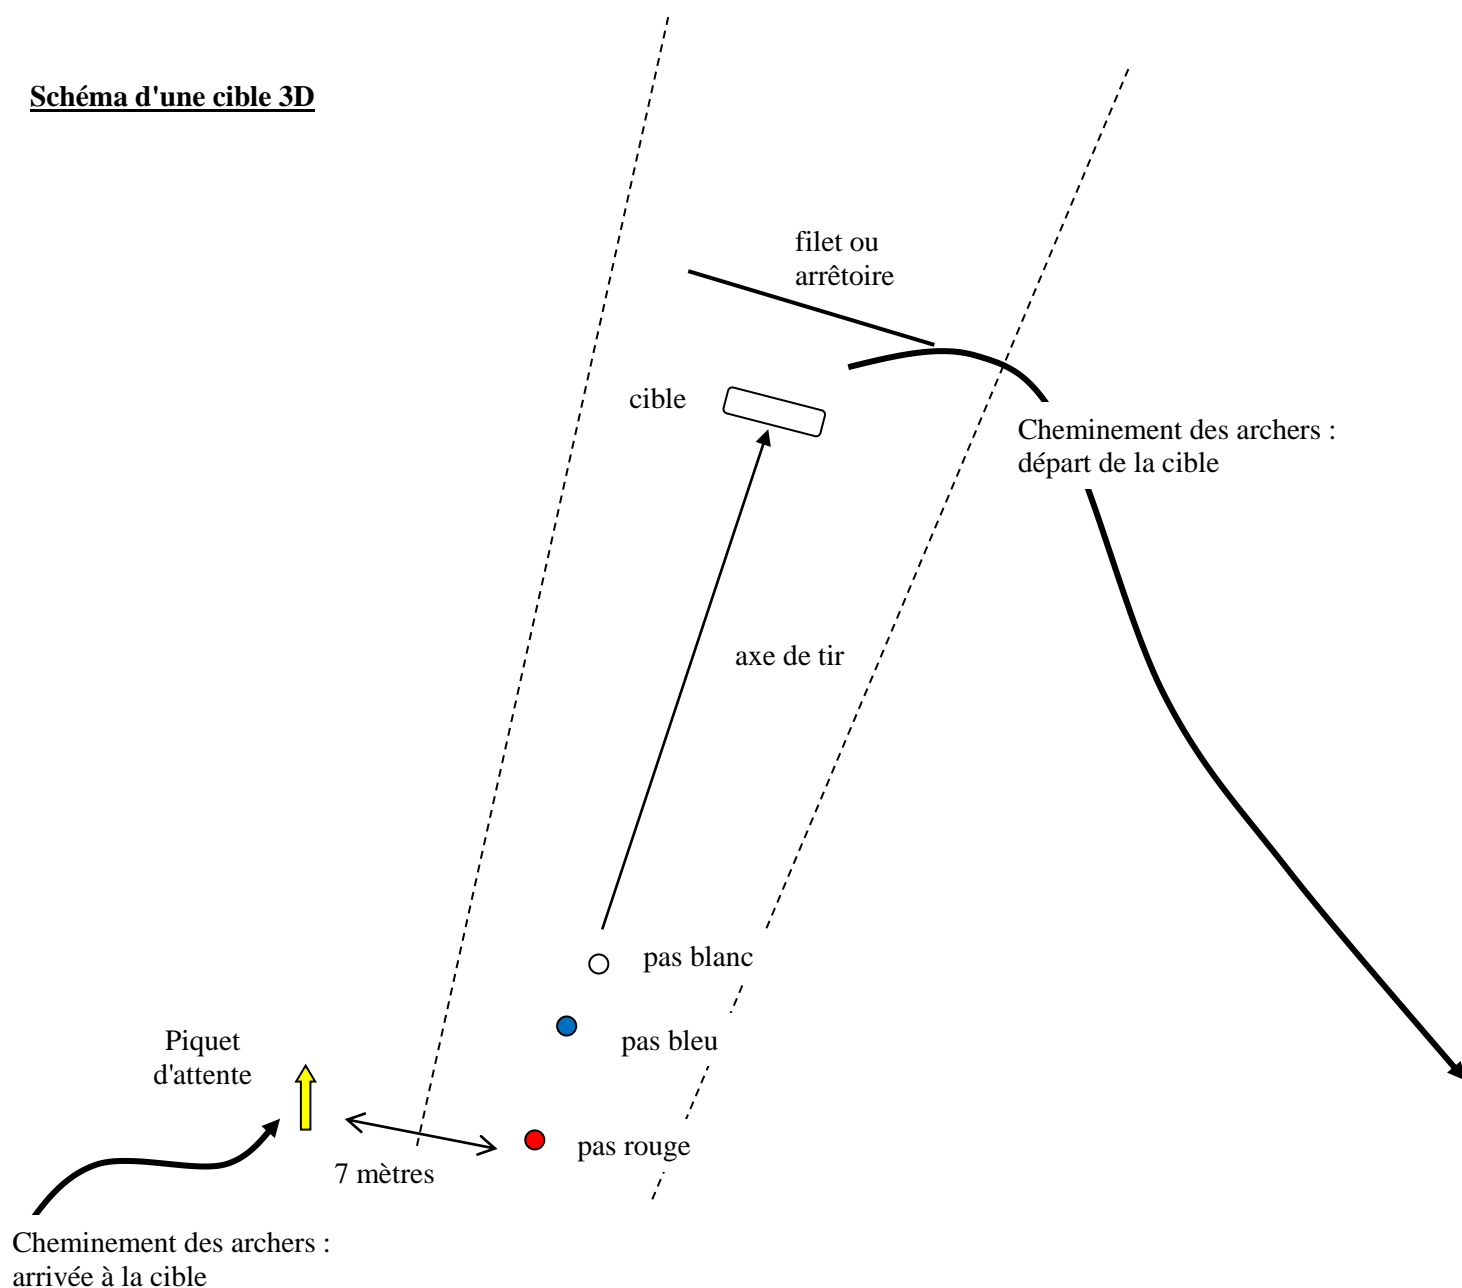 Schéma d'une cible 3D
filet ou
arrêtoire
cible
Cheminement des archers :
départ de la cible
axe de tir
pas blanc
pas bleu
Piquet
d'attente
pas rouge
7 mètres
Cheminement des archers :
arrivée à la cible